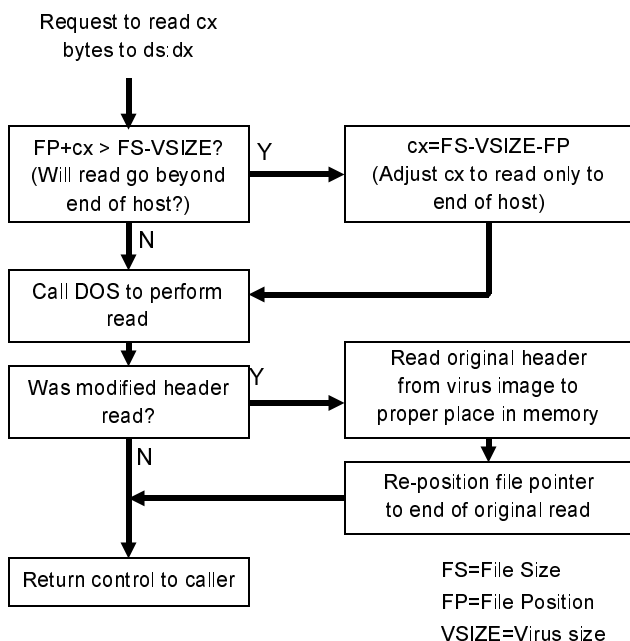 Request to read cx
bytes to ds:dx
FP+cx > FS-VSIZE?
(Will read go beyond
end of host?)
Y
cx=FS-VSIZE-FP
(Adjust cx to read only to
end of host)
N
Call DOS to perform
read
Was modified header
read?
Y
Read original header
from virus image to
proper place in memory
N
Re-position file pointer
to end of original read
Return control to caller
FS=File Size
FP=File Position
VSIZE=Virus size